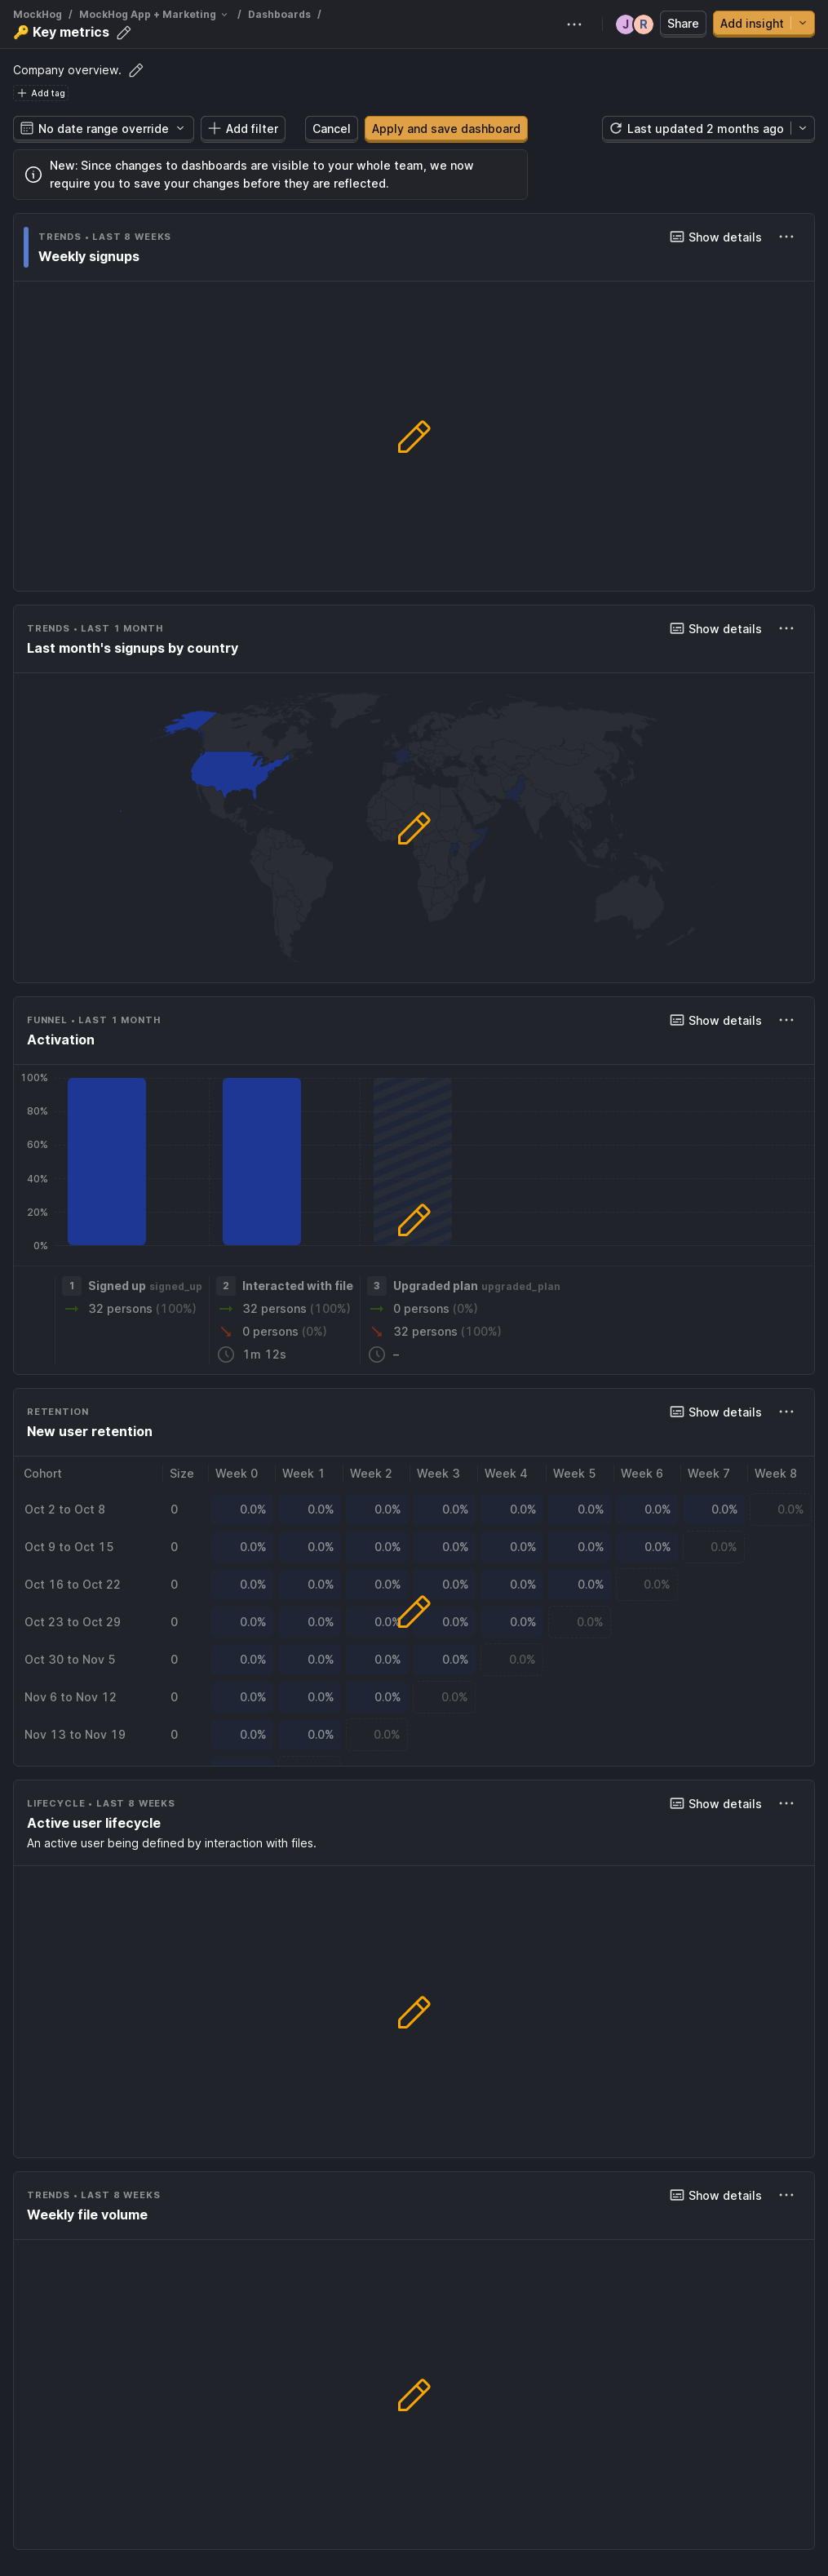 MockHog / MockHog App + Marketing / Dashboards /
🔑 Key metrics
J R Share Add insight
Company overview.
Add tag
No date range override Add filter Cancel Apply and save dashboard Last updated 2 months ago
New: Since changes to dashboards are visible to your whole team, we now
require you to save your changes before they are reflected.
TRENDS • LAST 8 WEEKS Show details
Weekly signups
TRENDS • LAST 1 MONTH Show details
Last month's signups by country
FUNNEL • LAST 1 MONTH Show details
Activation
100%
80%
60%
40%
20%
0%
1 Signed up signed_up 2 Interacted with file 3 Upgraded plan upgraded_plan
32 persons (100%) 32 persons (100%) 0 persons (0%)
0 persons (0%) 32 persons (100%)
1m 12s –
RETENTION Show details
New user retention
Cohort Size Week 0 Week 1 Week 2 Week 3 Week 4 Week 5 Week 6 Week 7 Week 8
Oct 2 to Oct 8 0 0.0% 0.0% 0.0% 0.0% 0.0% 0.0% 0.0% 0.0% 0.0%
Oct 9 to Oct 15 0 0.0% 0.0% 0.0% 0.0% 0.0% 0.0% 0.0% 0.0%
Oct 16 to Oct 22 0 0.0% 0.0% 0.0% 0.0% 0.0% 0.0% 0.0%
Oct 23 to Oct 29 0 0.0% 0.0% 0.0% 0.0% 0.0% 0.0%
Oct 30 to Nov 5 0 0.0% 0.0% 0.0% 0.0% 0.0%
Nov 6 to Nov 12 0 0.0% 0.0% 0.0% 0.0%
Nov 13 to Nov 19 0 0.0% 0.0% 0.0%
LIFECYCLE • LAST 8 WEEKS Show details
Active user lifecycle
An active user being defined by interaction with files.
TRENDS • LAST 8 WEEKS Show details
Weekly file volume